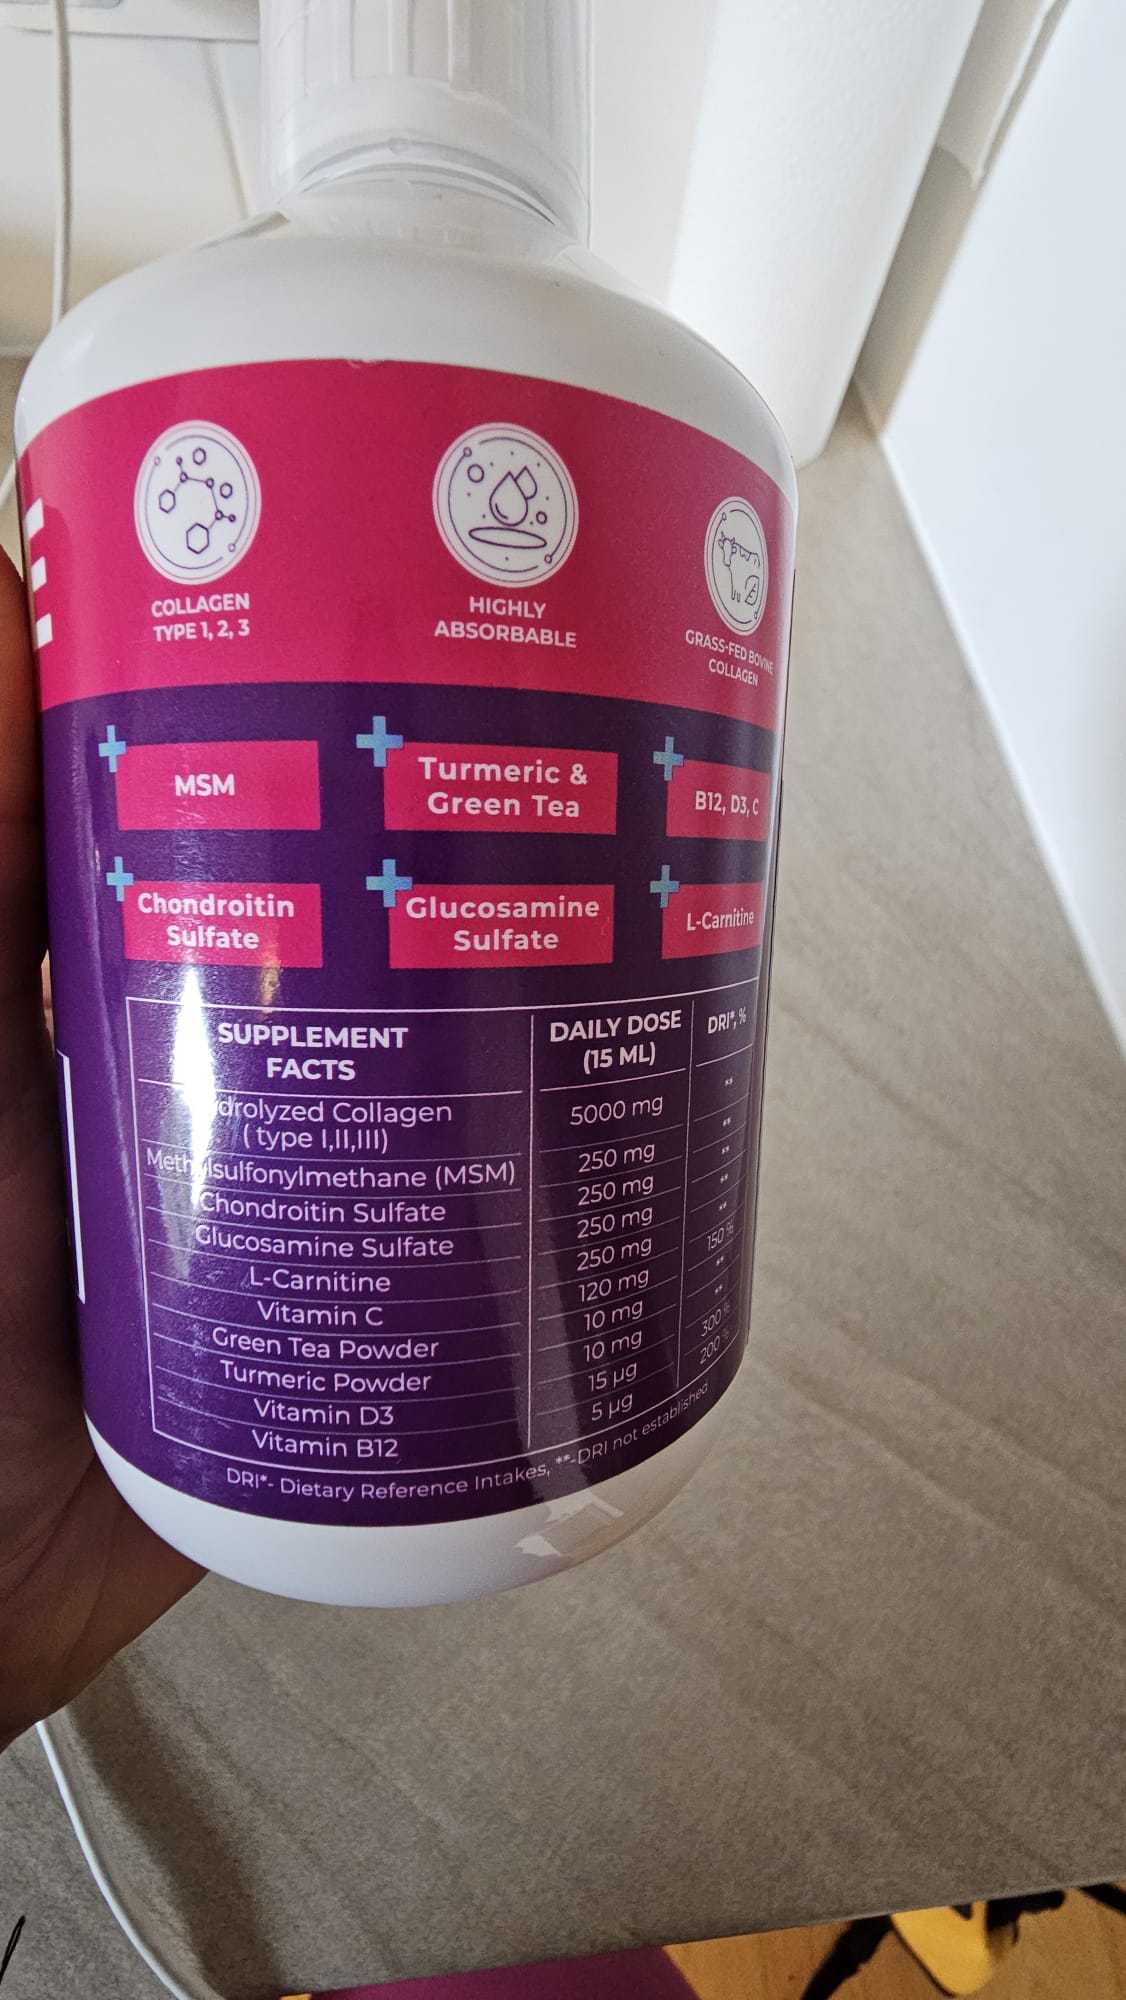 COLLAGEN
TYPE 1, 2, 3
HIGHLY
ABSORBABLE
GRASS-FED BOVINE
COLLAGEN
MSM
Turmeric &
Green Tea
B12, D3, C
Chondroitin
Sulfate
Glucosamine
Sulfate
L-Carnitine
SUPPLEMENT
FACTS
DAILY DOSE
(15 ML)
DRI*, %
drolyzed Collagen
(type I,II,III)
5000 mg
**
Methylsulfonylmethane (MSM)
250 mg
**
Chondroitin Sulfate
250 mg
**
Glucosamine Sulfate
250 mg
**
L-Carnitine
250 mg
**
Vitamin C
120 mg
150 %
Green Tea Powder
10 mg
**
Turmeric Powder
10 mg
**
Vitamin D3
15 µg
300 %
Vitamin B12
5 µg
200 %
DRI*- Dietary Reference Intakes, **-DRI not established